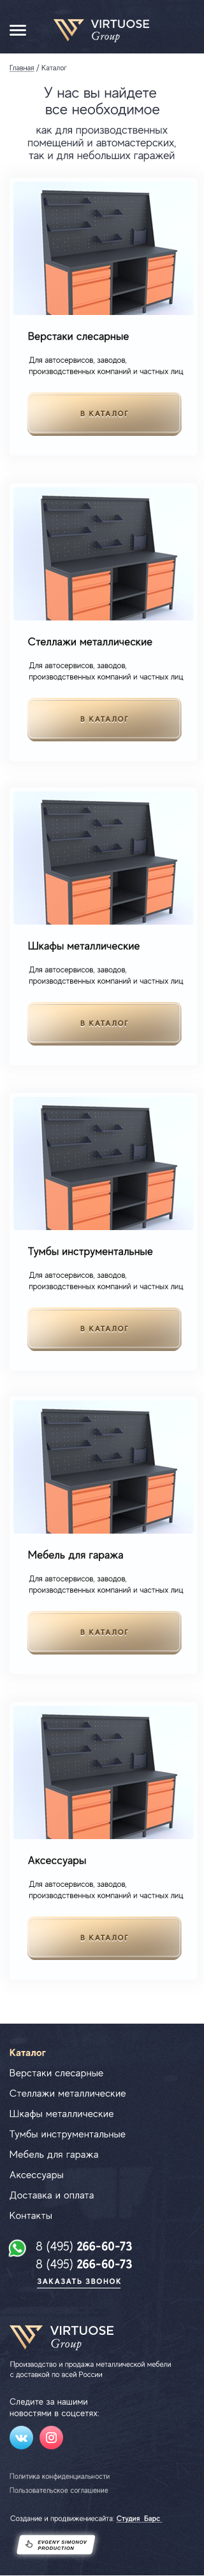 VIRTUOSE
Group
Главная / Каталог
У нас вы найдете
все необходимое
как для производственных
помещений и автомастерских,
так и для небольших гаражей
Верстаки слесарные
Для автосервисов, заводов,
производственных компаний и частных лиц
В КАТАЛОГ
Стеллажи металлические
Для автосервисов, заводов,
производственных компаний и частных лиц
В КАТАЛОГ
Шкафы металлические
Для автосервисов, заводов,
производственных компаний и частных лиц
В КАТАЛОГ
Тумбы инструментальные
Для автосервисов, заводов,
производственных компаний и частных лиц
В КАТАЛОГ
Мебель для гаража
Для автосервисов, заводов,
производственных компаний и частных лиц
В КАТАЛОГ
Аксессуары
Для автосервисов, заводов,
производственных компаний и частных лиц
В КАТАЛОГ
Каталог
Верстаки слесарные
Стеллажи металлические
Шкафы металлические
Тумбы инструментальные
Мебель для гаража
Аксессуары
Доставка и оплата
Контакты
8 (495) 266-60-73
8 (495) 266-60-73
ЗАКАЗАТЬ ЗВОНОК
VIRTUOSE
Group
Производство и продажа металлической мебели
с доставкой по всей России
Следите за нашими
новостями в соцсетях:
Политика конфиденциальности
Пользовательское соглашение
Создание и продвижениесайта: Студия Барс
EVGENY SIMONOV
PRODUCTION